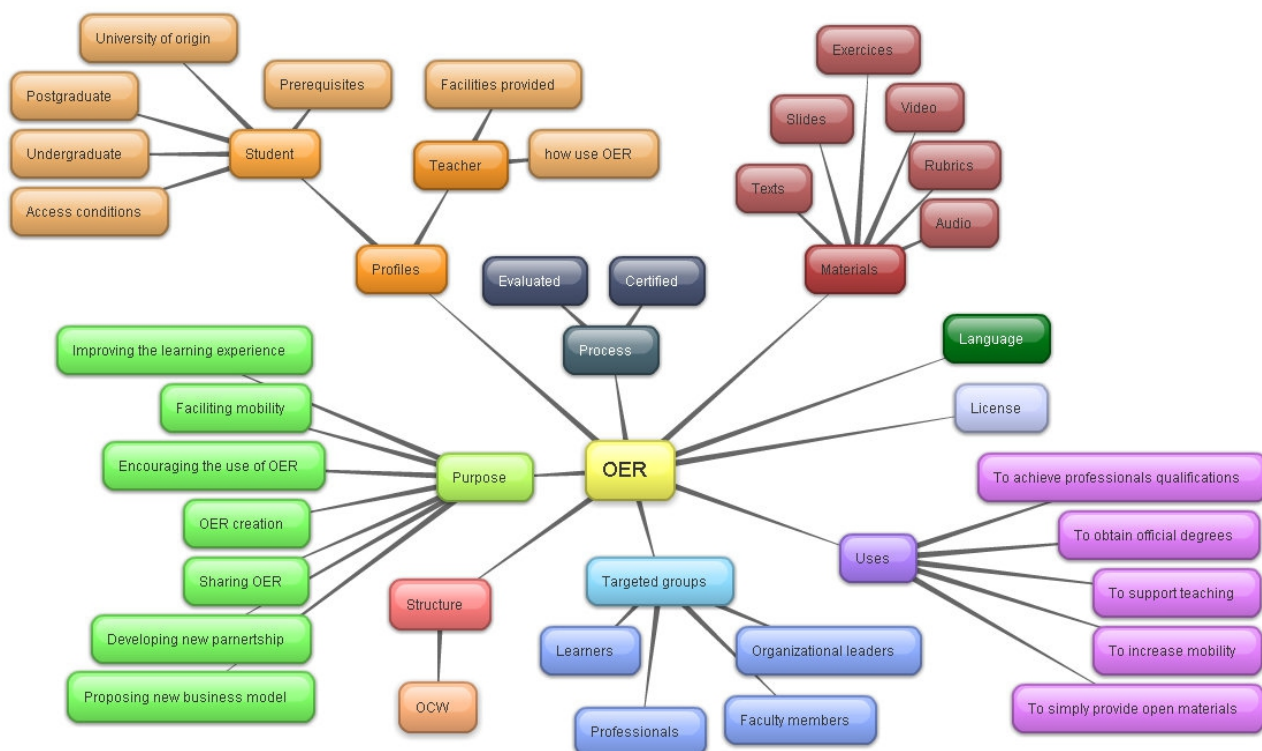 University of origin
Exercices
Postgraduate
Prerequisites
Facilities provided
Slides
Video
Undergraduate
Student
Teacher
how use OER
Texts
Rubrics
Access conditions
Audio
Profiles
Evaluated
Certified
Materials
Process
Language
Improving the learning experience
Faciliting mobility
License
Encouraging the use of OER
Purpose
OER
To achieve professionals qualifications
OER creation
To obtain official degrees
Sharing OER
Targeted groups
Uses
To support teaching
Structure
Developing new parnertship
Learners
Organizational leaders
To increase mobility
Proposing new business model
OCW
Professionals
Faculty members
To simply provide open materials